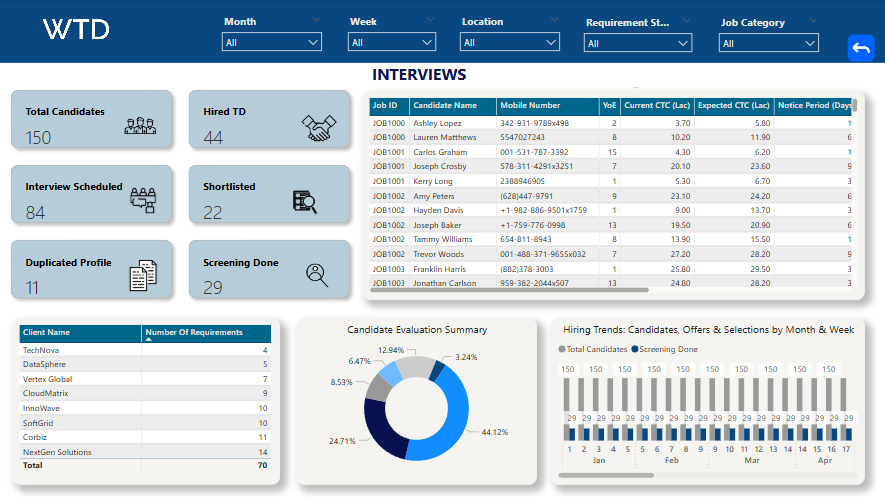 WTD
Month Week Location Requirement St... Job Category
All All All All All
INTERVIEWS
Total Candidates
150
Hired TD
44
Interview Scheduled
84
Shortlisted
22
Duplicated Profile
11
Screening Done
29
Job ID Candidate Name Mobile Number YoE Current CTC (Lac) Expected CTC (Lac) Notice Period (Days
JOB1000 Ashley Lopez 342-931-9789x498 2 3.70 5.80 1
JOB1000 Lauren Matthews 5547027243 8 10.20 11.90 6
JOB1001 Carlos Graham 001-531-787-3392 15 4.30 6.20 1
JOB1001 Joseph Crosby 578-311-4291x3251 7 20.10 23.60 9
JOB1001 Kerry Long 2388946905 1 5.30 6.70 3
JOB1002 Amy Peters (628)447-9791 9 23.10 24.20 6
JOB1002 Hayden Davis +1-982-886-9501x1759 1 9.00 13.70 3
JOB1002 Joseph Baker +1-759-776-0998 13 19.50 20.90 6
JOB1002 Tammy Williams 654-811-8943 8 13.90 15.50 1
JOB1002 Trevor Woods 001-488-371-9655x032 7 27.20 28.20 9
JOB1003 Franklin Harris (882)378-3003 1 25.80 29.50 3
JOB1003 Jonathan Carlson 959-382-2044x507 13 24.80 28.20 3
Client Name Number Of Requirements
TechNova 4
DataSphere 5
Vertex Global 7
CloudMatrix 9
InnoWave 10
SoftGrid 10
Corbiz 11
NextGen Solutions 14
Total 70
Candidate Evaluation Summary
12.94% 3.24%
6.47%
8.53%
24.71% 44.12%
Hiring Trends: Candidates, Offers & Selections by Month & Week
Total Candidates Screening Done
150 150 150 150 150 150 150 150 150
29 29 29 29 29 29 29 29 29 29 29 29 29 29 29 29 29 29 29 29
1 2 3 4 5 5 6 7 8 9 9 10 11 12 13 14 14 15 16 17
Jan Feb Mar Apr